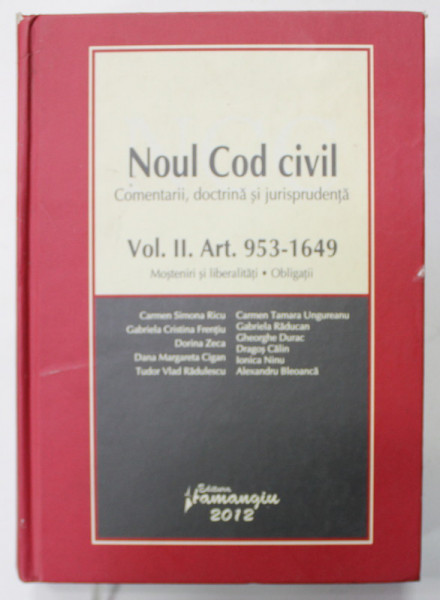 Noul Cod civil
Comentarii, doctrină și jurisprudență
Vol. II. Art. 953-1649
Moșteniri și liberalități • Obligații
Carmen Simona Ricu
Gabriela Cristina Frențiu
Dorina Zeca
Dana Margareta Cigan
Tudor Vlad Rădulescu
Carmen Tamara Ungureanu
Gabriela Răducan
Gheorghe Durac
Dragoș Călin
Ionica Ninu
Alexandru Bleoancă
Editura
Hamangiu
2012